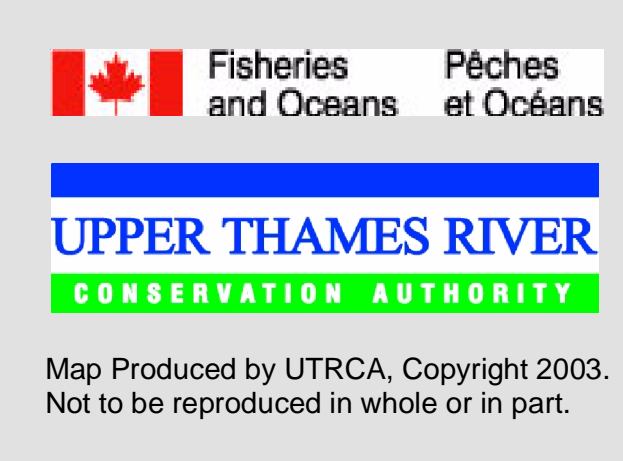 Fisheries and Oceans
Pêches et Océans
UPPER THAMES RIVER
CONSERVATION AUTHORITY
Map Produced by UTRCA, Copyright 2003.
Not to be reproduced in whole or in part.